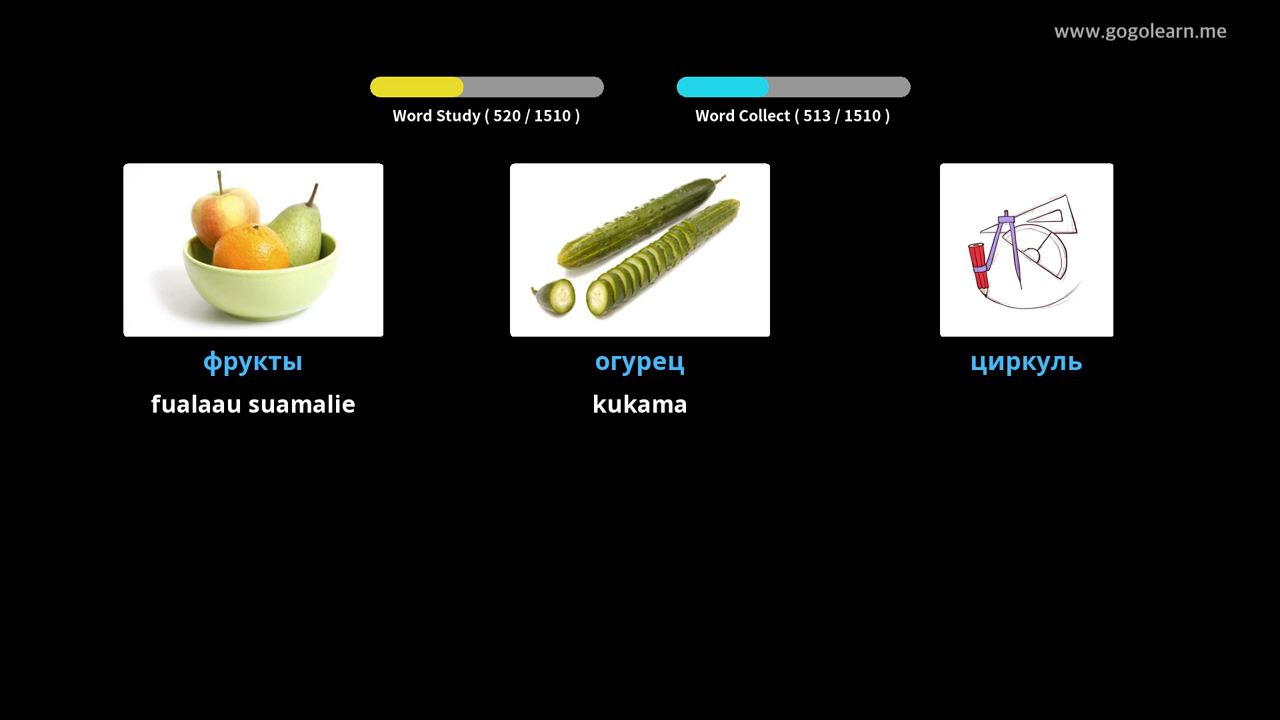 www.gogolearn.me
Word Study ( 520 / 1510 )
Word Collect ( 513 / 1510 )
фрукты
огурец
циркуль
fualaau suamalie
kukama